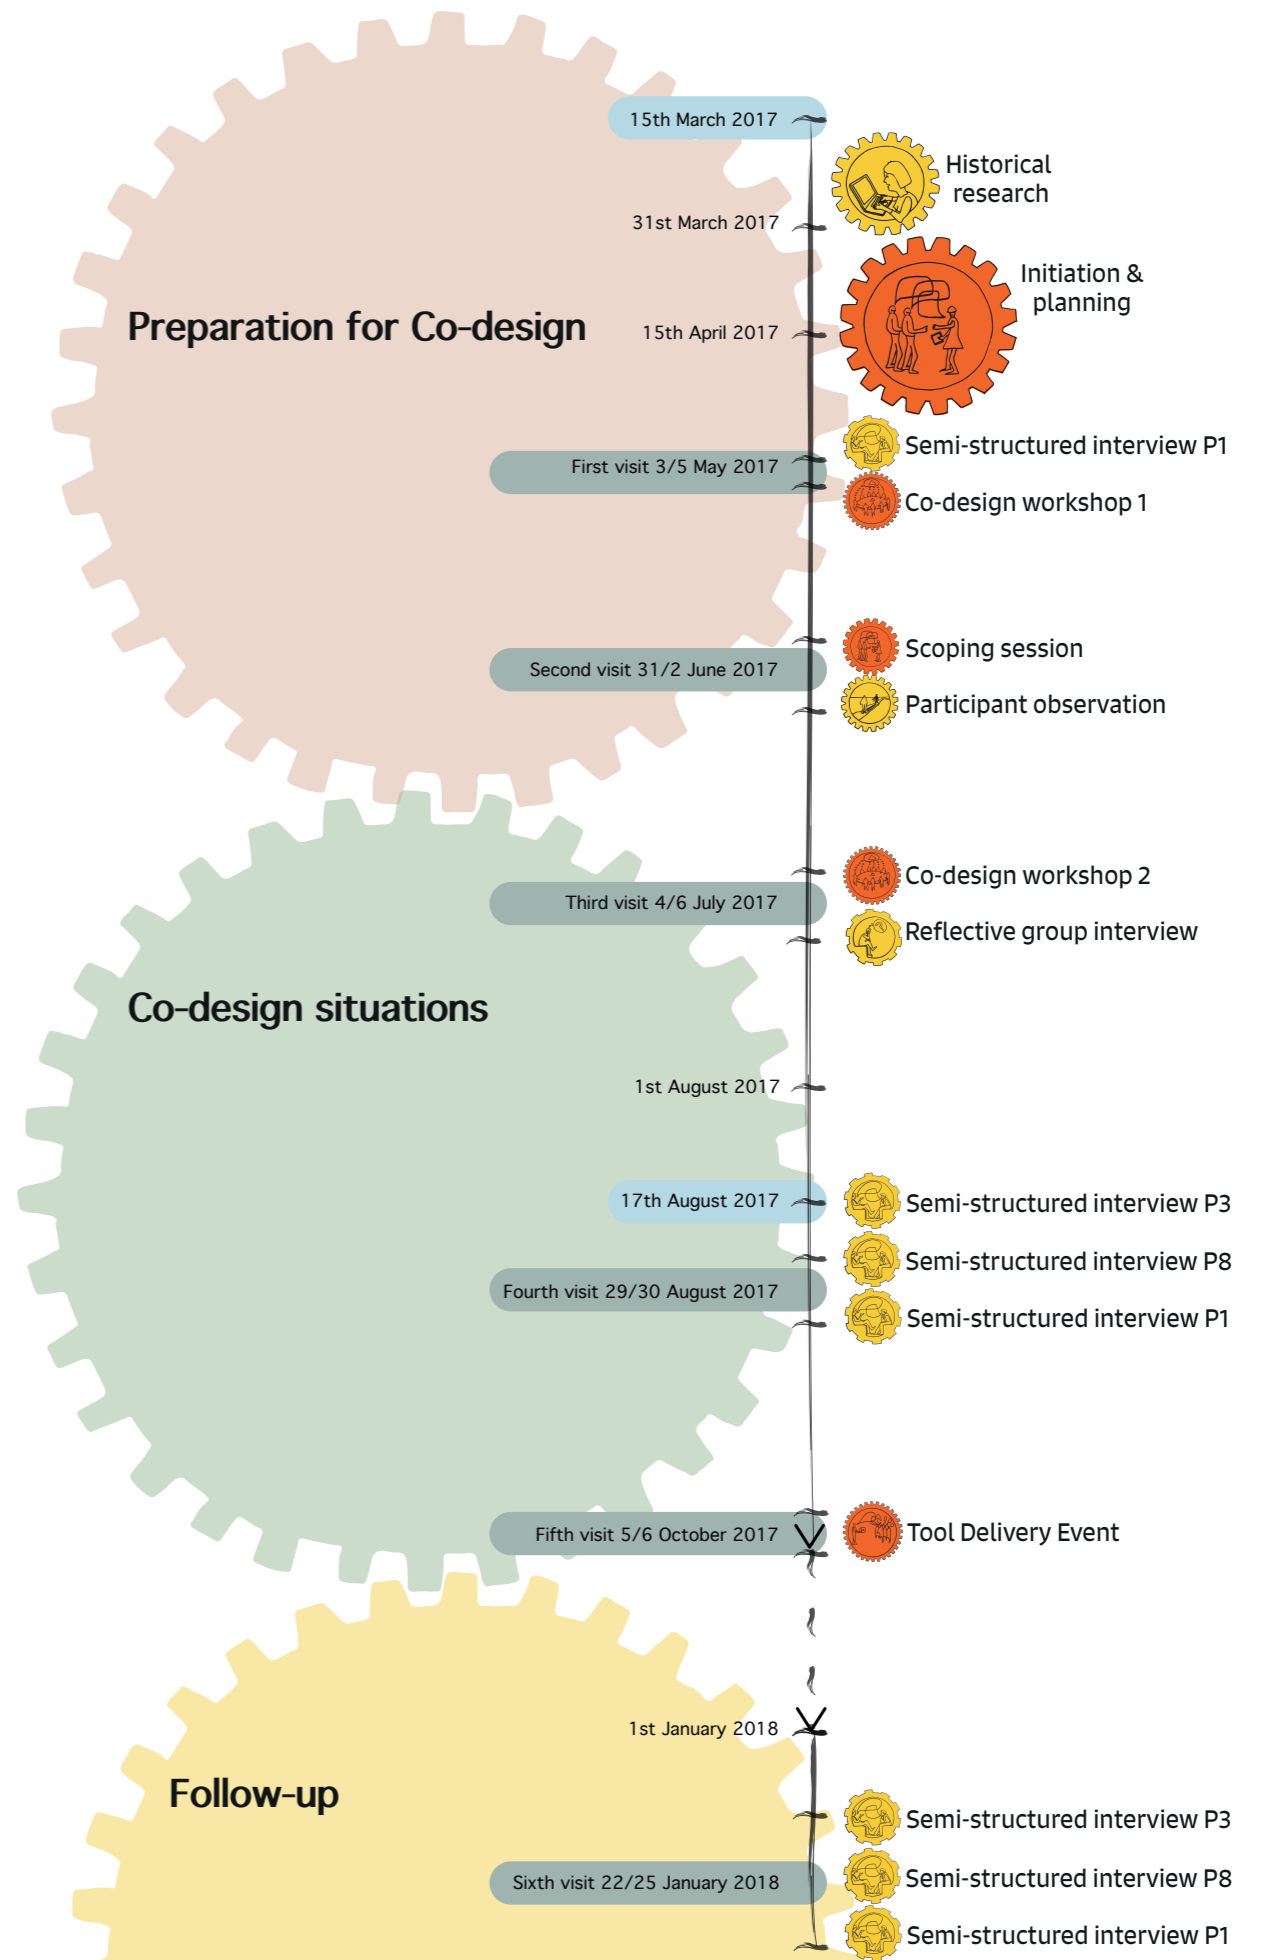 15th March 2017
Historical
research
31st March 2017
Initiation &
planning
Preparation for Co-design
15th April 2017
Semi-structured interview P1
First visit 3/5 May 2017
Co-design workshop 1
Scoping session
Second visit 31/2 June 2017
Participant observation
Co-design workshop 2
Third visit 4/6 July 2017
Reflective group interview
Co-design situations
1st August 2017
17th August 2017
Semi-structured interview P3
Semi-structured interview P8
Fourth visit 29/30 August 2017
Semi-structured interview P1
Fifth visit 5/6 October 2017
Tool Delivery Event
1st January 2018
Follow-up
Semi-structured interview P3
Semi-structured interview P8
Sixth visit 22/25 January 2018
Semi-structured interview P1